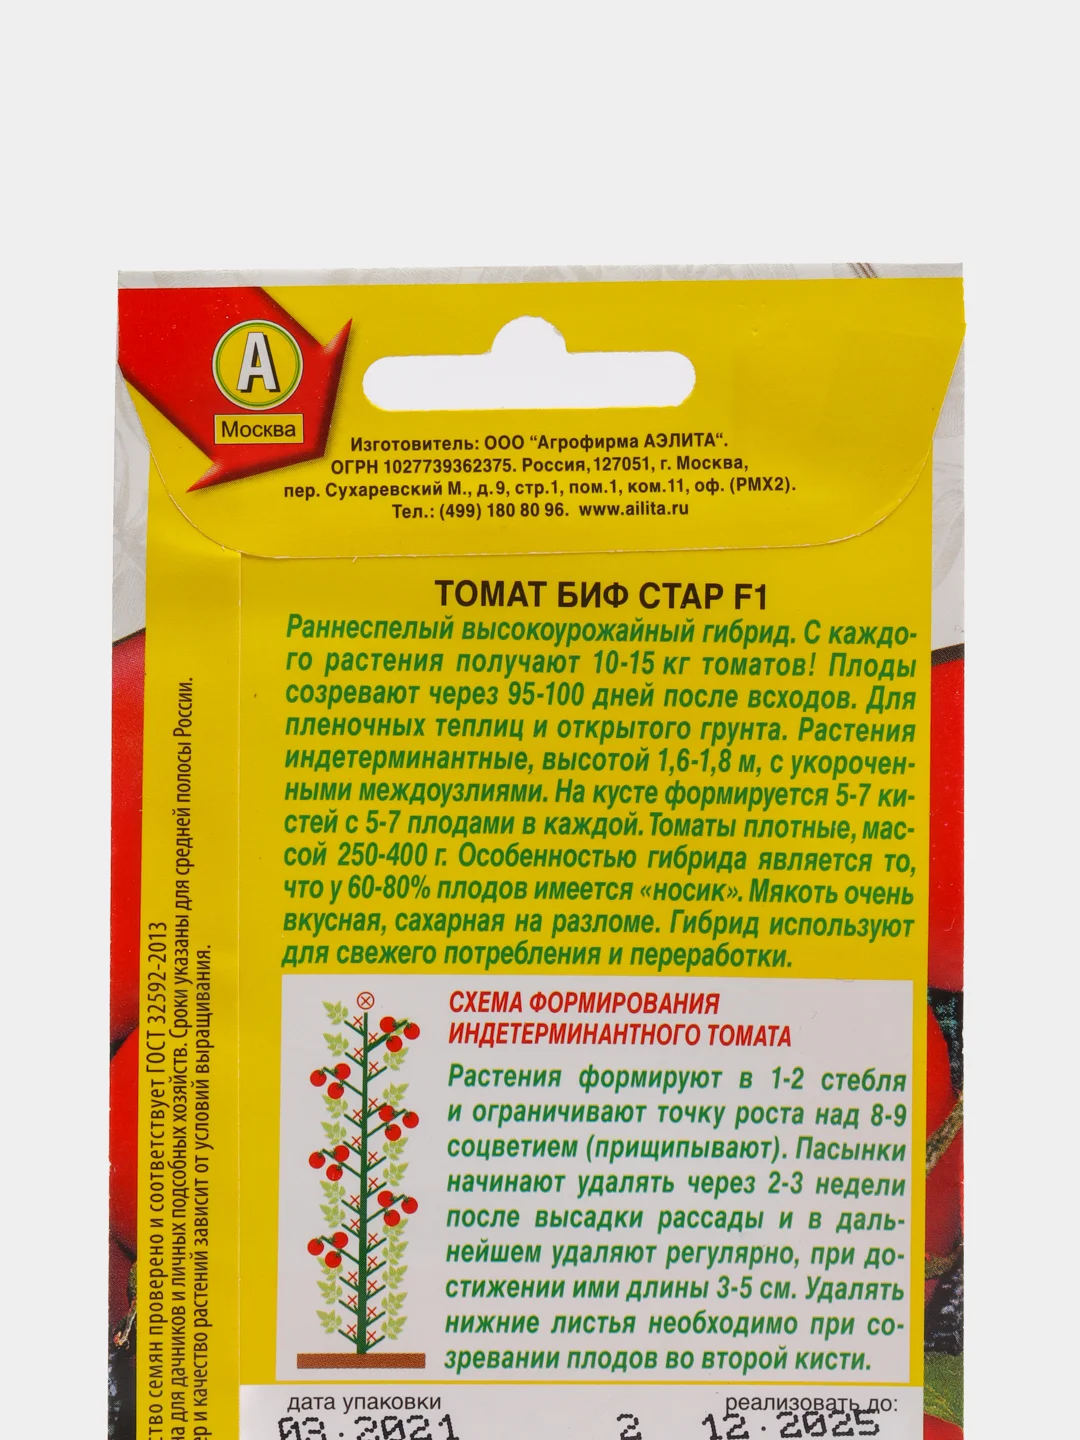 А
Москва
Изготовитель: ООО “Агрофирма АЭЛИТА“.
ОГРН 1027739362375. Россия, 127051, г. Москва,
пер. Сухаревский М., д.9, стр.1, пом.1, ком.11, оф. (РМХ2).
Тел.: (499) 180 80 96. www.ailita.ru
ТОМАТ БИФ СТАР F1
Раннеспелый высокоурожайный гибрид. С каждо-
го растения получают 10-15 кг томатов! Плоды
созревают через 95-100 дней после всходов. Для
пленочных теплиц и открытого грунта. Растения
индетерминантные, высотой 1,6-1,8 м, с укорочен-
ными междоузлиями. На кусте формируется 5-7 ки-
стей с 5-7 плодами в каждой. Томаты плотные, мас-
сой 250-400 г. Особенностью гибрида является то,
что у 60-80% плодов имеется «носик». Мякоть очень
вкусная, сахарная на разломе. Гибрид используют
для свежего потребления и переработки.
СХЕМА ФОРМИРОВАНИЯ
ИНДЕТЕРМИНАНТНОГО ТОМАТА
Растения формируют в 1-2 стебля
и ограничивают точку роста над 8-9
соцветием (прищипывают). Пасынки
начинают удалять через 2-3 недели
после высадки рассады и в даль-
нейшем удаляют регулярно, при до-
стижении ими длины 3-5 см. Удалять
нижние листья необходимо при со-
зревании плодов во второй кисти.
дата упаковки реализовать до:
03.2021 2 12.2025
семян проверено и соответствует ГОСТ 32592-2013
для дачников и личных подсобных хозяйств. Сроки указаны для средней полосы России.
и качество растений зависит от условий выращивания.